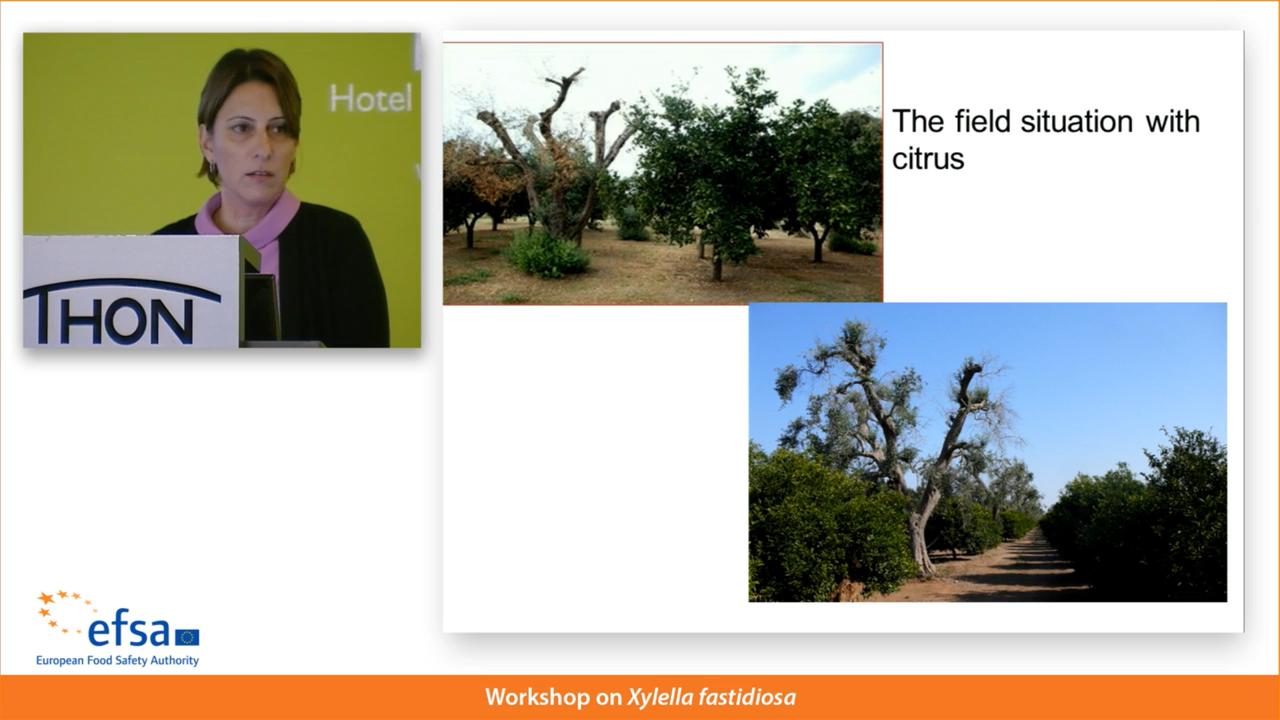 Hotel
THON
The field situation with
citrus
efsa
European Food Safety Authority
Workshop on Xylella fastidiosa